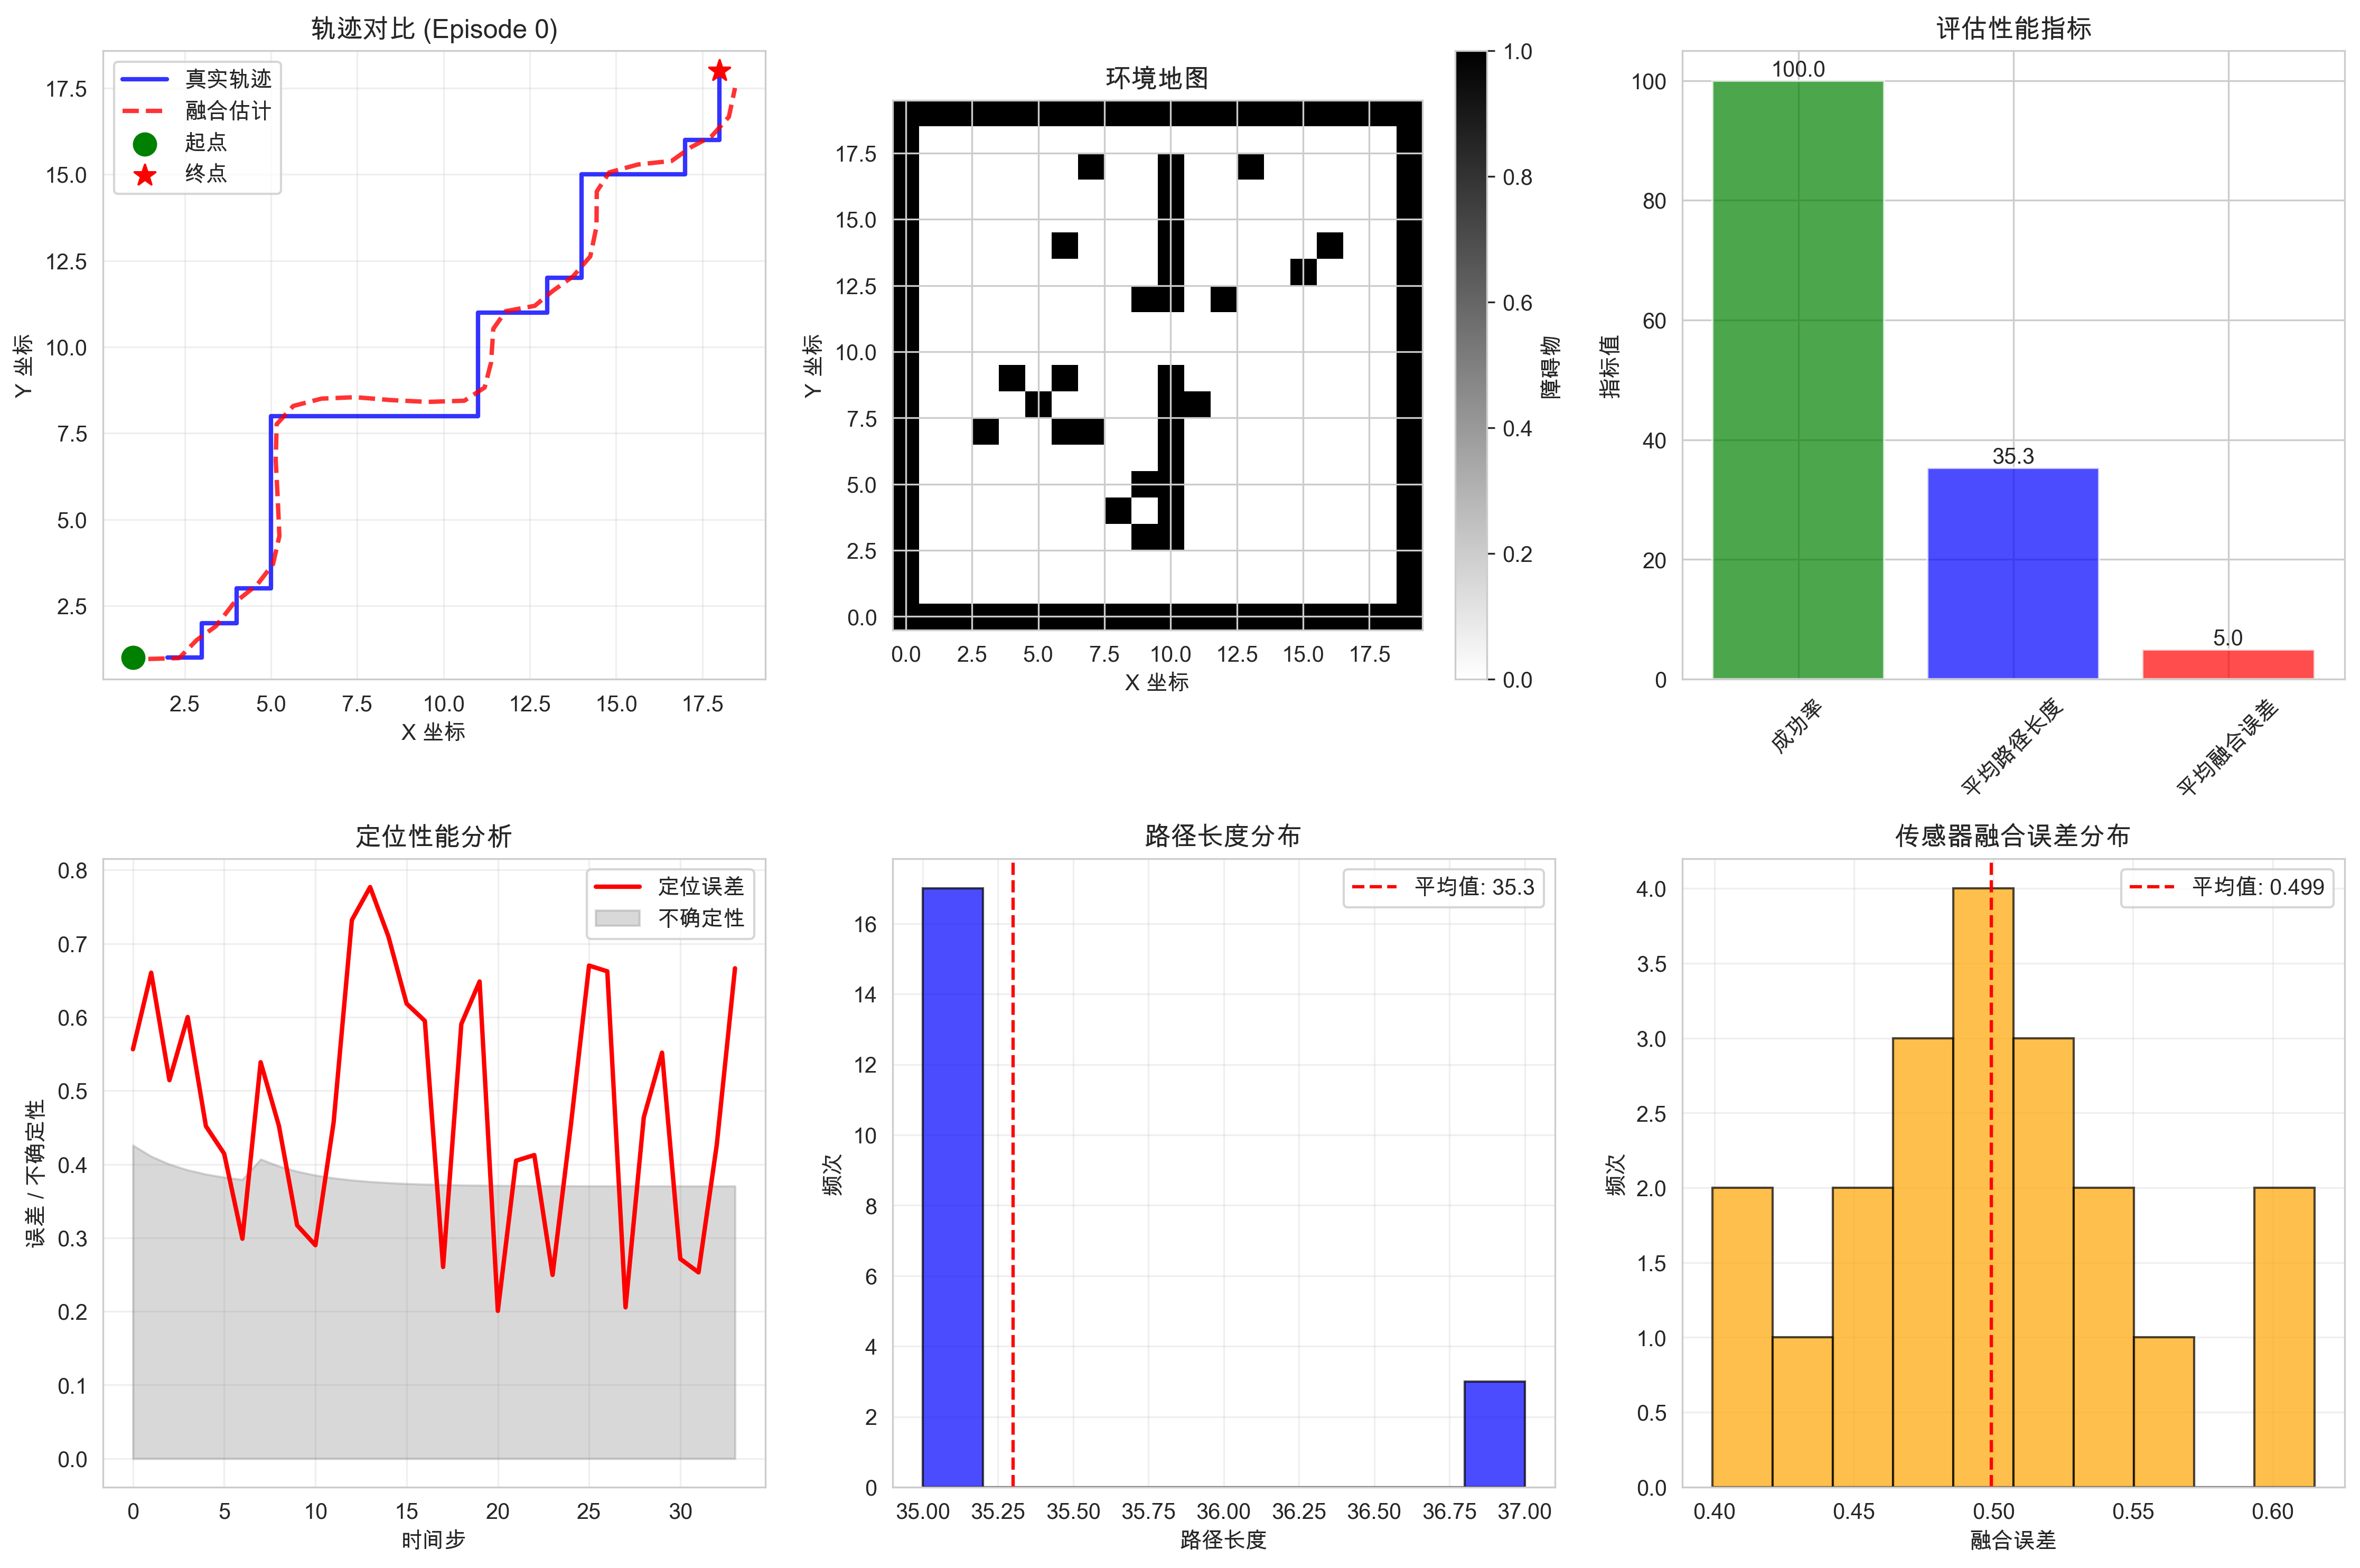 轨迹对比 (Episode 0)
真实轨迹
融合估计
起点
终点
17.5
15.0
12.5
10.0
7.5
5.0
2.5
Y 坐标
2.5 5.0 7.5 10.0 12.5 15.0 17.5
X 坐标
环境地图
17.5
15.0
12.5
10.0
7.5
5.0
2.5
0.0
Y 坐标
0.0 2.5 5.0 7.5 10.0 12.5 15.0 17.5
X 坐标
1.0
0.8
0.6
0.4
0.2
0.0
障碍物
评估性能指标
100
80
60
40
20
0
指标值
100.0
35.3
5.0
成功率
平均路径长度
平均融合误差
定位性能分析
定位误差
不确定性
0.8
0.7
0.6
0.5
0.4
0.3
0.2
0.1
0.0
误差 / 不确定性
0 5 10 15 20 25 30
时间步
路径长度分布
平均值: 35.3
16
14
12
10
8
6
4
2
0
频次
35.00 35.25 35.50 35.75 36.00 36.25 36.50 36.75 37.00
路径长度
传感器融合误差分布
平均值: 0.499
4.0
3.5
3.0
2.5
2.0
1.5
1.0
0.5
0.0
频次
0.40 0.45 0.50 0.55 0.60
融合误差